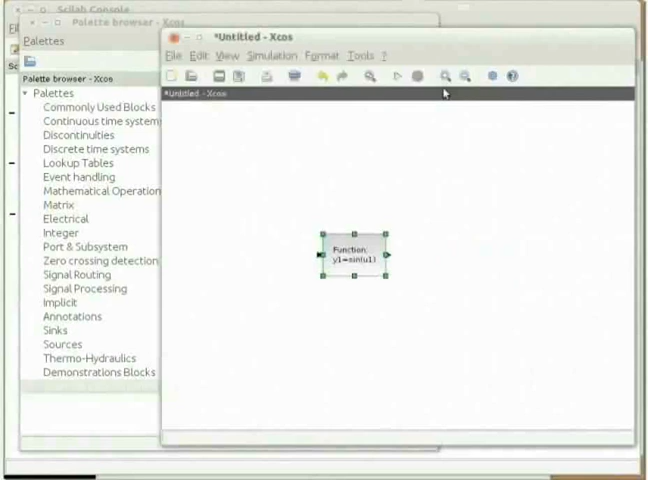 Scilab Console
Palette browser - Xcos
*Untitled - Xcos
Palettes
File Edit View Simulation Format Tools ?
Palette browser - Xcos
*Untitled - Xcos
Palettes
Commonly Used Blocks
Continuous time systems
Discontinuities
Discrete time systems
Lookup Tables
Event handling
Mathematical Operation
Matrix
Electrical
Integer
Port & Subsystem
Zero crossing detection
Signal Routing
Signal Processing
Implicit
Annotations
Sinks
Sources
Thermo-Hydraulics
Demonstrations Blocks
Function;
y1=sin(u1)